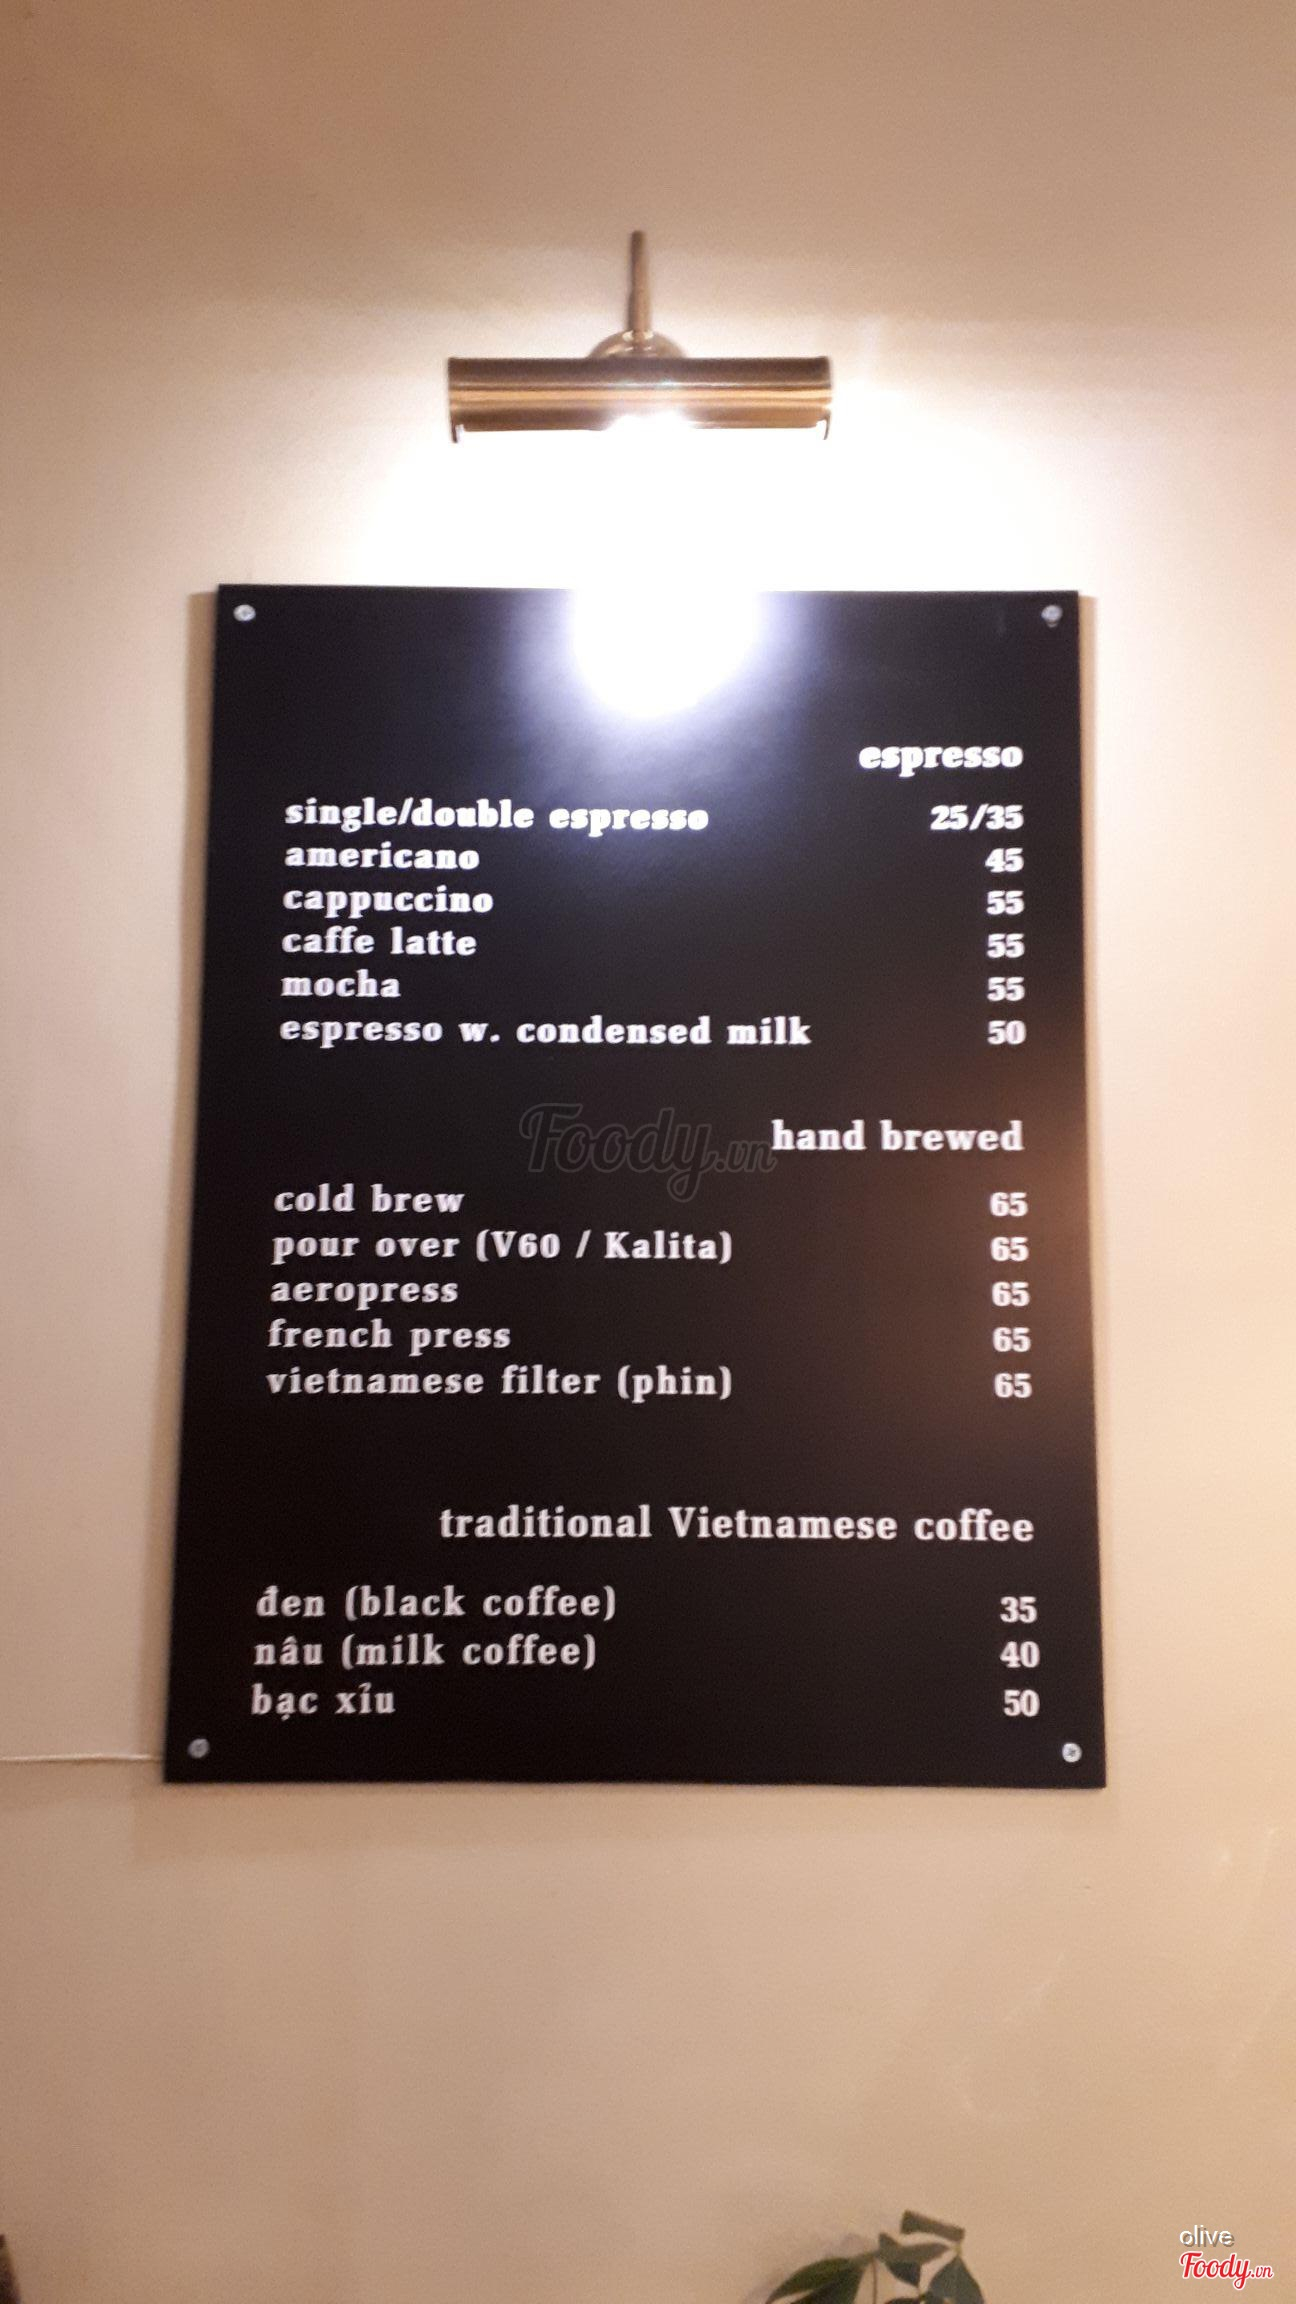 espresso
single/double espresso 25/35
americano 45
cappuccino 55
caffe latte 55
mocha 55
espresso w. condensed milk 50
Foody.vn
hand brewed
cold brew 65
pour over (V60 / Kalita) 65
aeropress 65
french press 65
vietnamese filter (phin) 65
traditional Vietnamese coffee
đen (black coffee) 35
nâu (milk coffee) 40
bạc xỉu 50
olive
Foody.vn